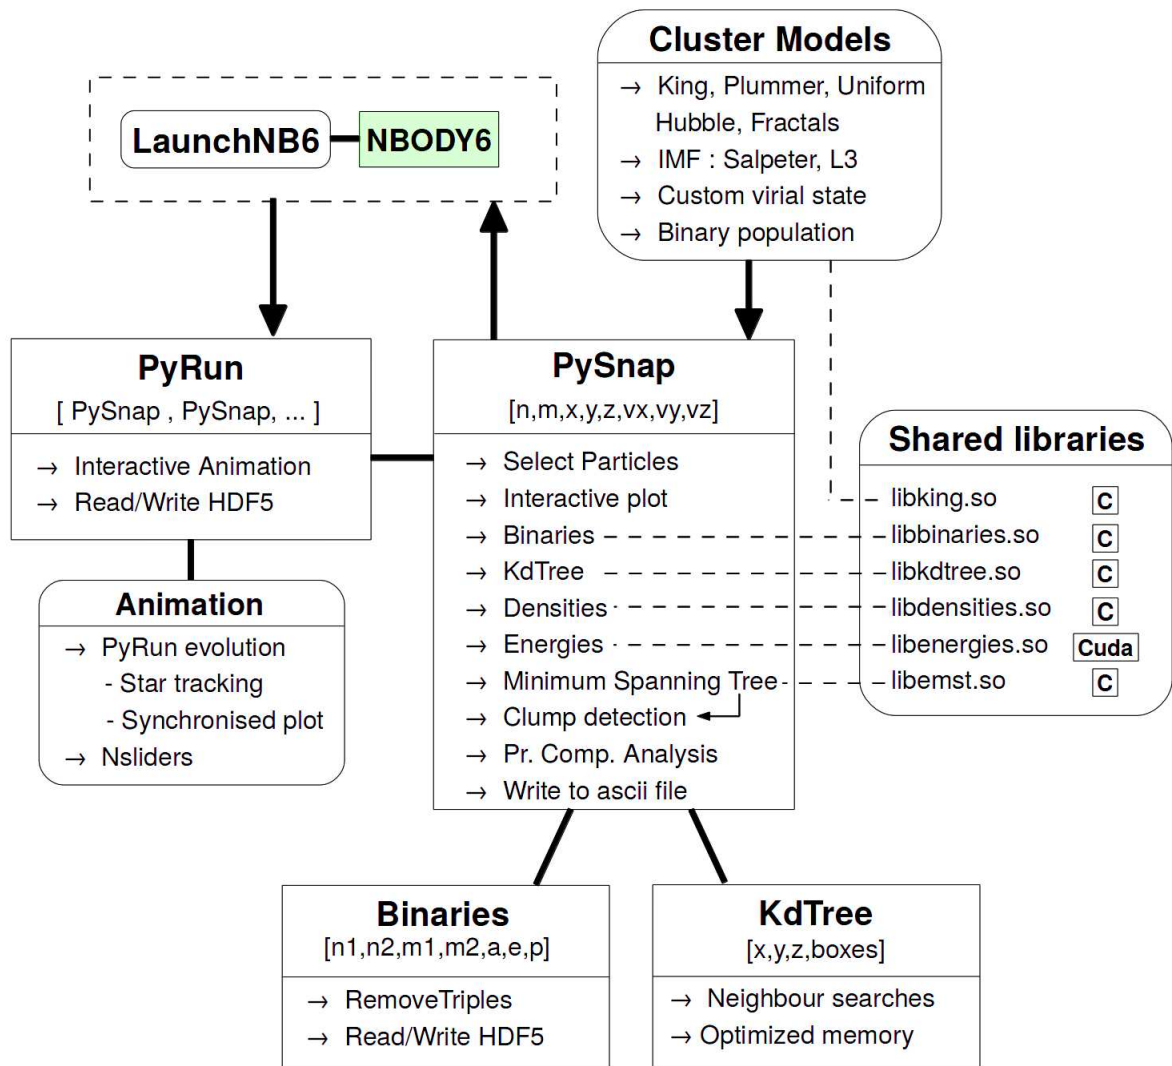 Cluster Models
→ King, Plummer, Uniform
Hubble, Fractals
→ IMF : Salpeter, L3
→ Custom virial state
→ Binary population
LaunchNB6
NBODY6
PyRun
[ PySnap , PySnap, ... ]
→ Interactive Animation
→ Read/Write HDF5
Animation
→ PyRun evolution
- Star tracking
- Synchronised plot
→ Nsliders
PySnap
[n,m,x,y,z,vx,vy,vz]
→ Select Particles
→ Interactive plot
→ Binaries
→ KdTree
→ Densities
→ Energies
→ Minimum Spanning Tree
→ Clump detection
→ Pr. Comp. Analysis
→ Write to ascii file
Shared libraries
libking.so C
libbinaries.so C
libkdtree.so C
libdensities.so C
libenergies.so Cuda
libemst.so C
Binaries
[n1,n2,m1,m2,a,e,p]
→ RemoveTriples
→ Read/Write HDF5
KdTree
[x,y,z,boxes]
→ Neighbour searches
→ Optimized memory